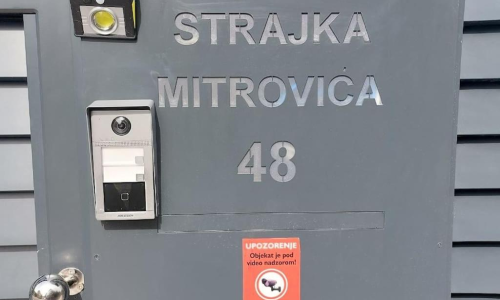 STRAJKA
MITROVIĆA
48
UPOZORENJE
Objekat je pod
video nadzorom!